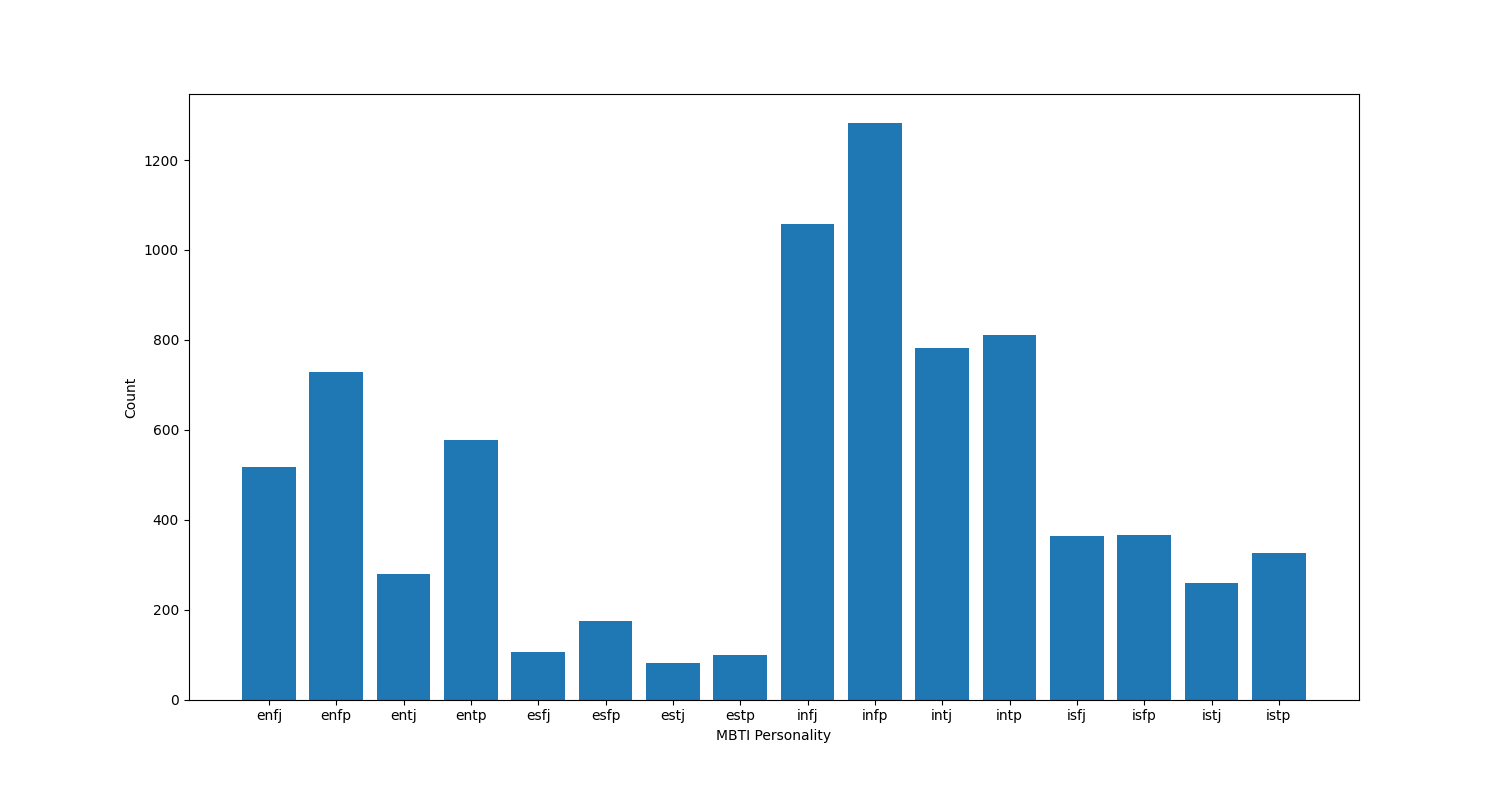 1200
1000
800
600
400
200
0
Count
enfj enfp entj entp esfj esfp estj estp infj infp intj intp isfj isfp istj istp
MBTI Personality